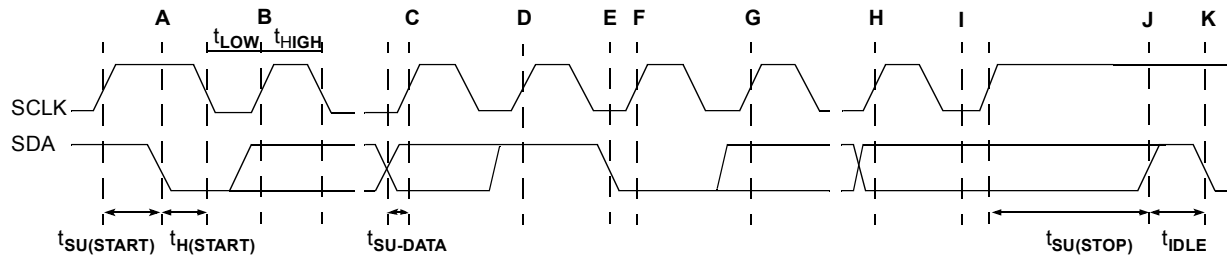 A B C D E F G H I J K
tLOW tHIGH
SCLK
SDA
tSU(START) tH(START) tSU-DATA tSU(STOP) tIDLE